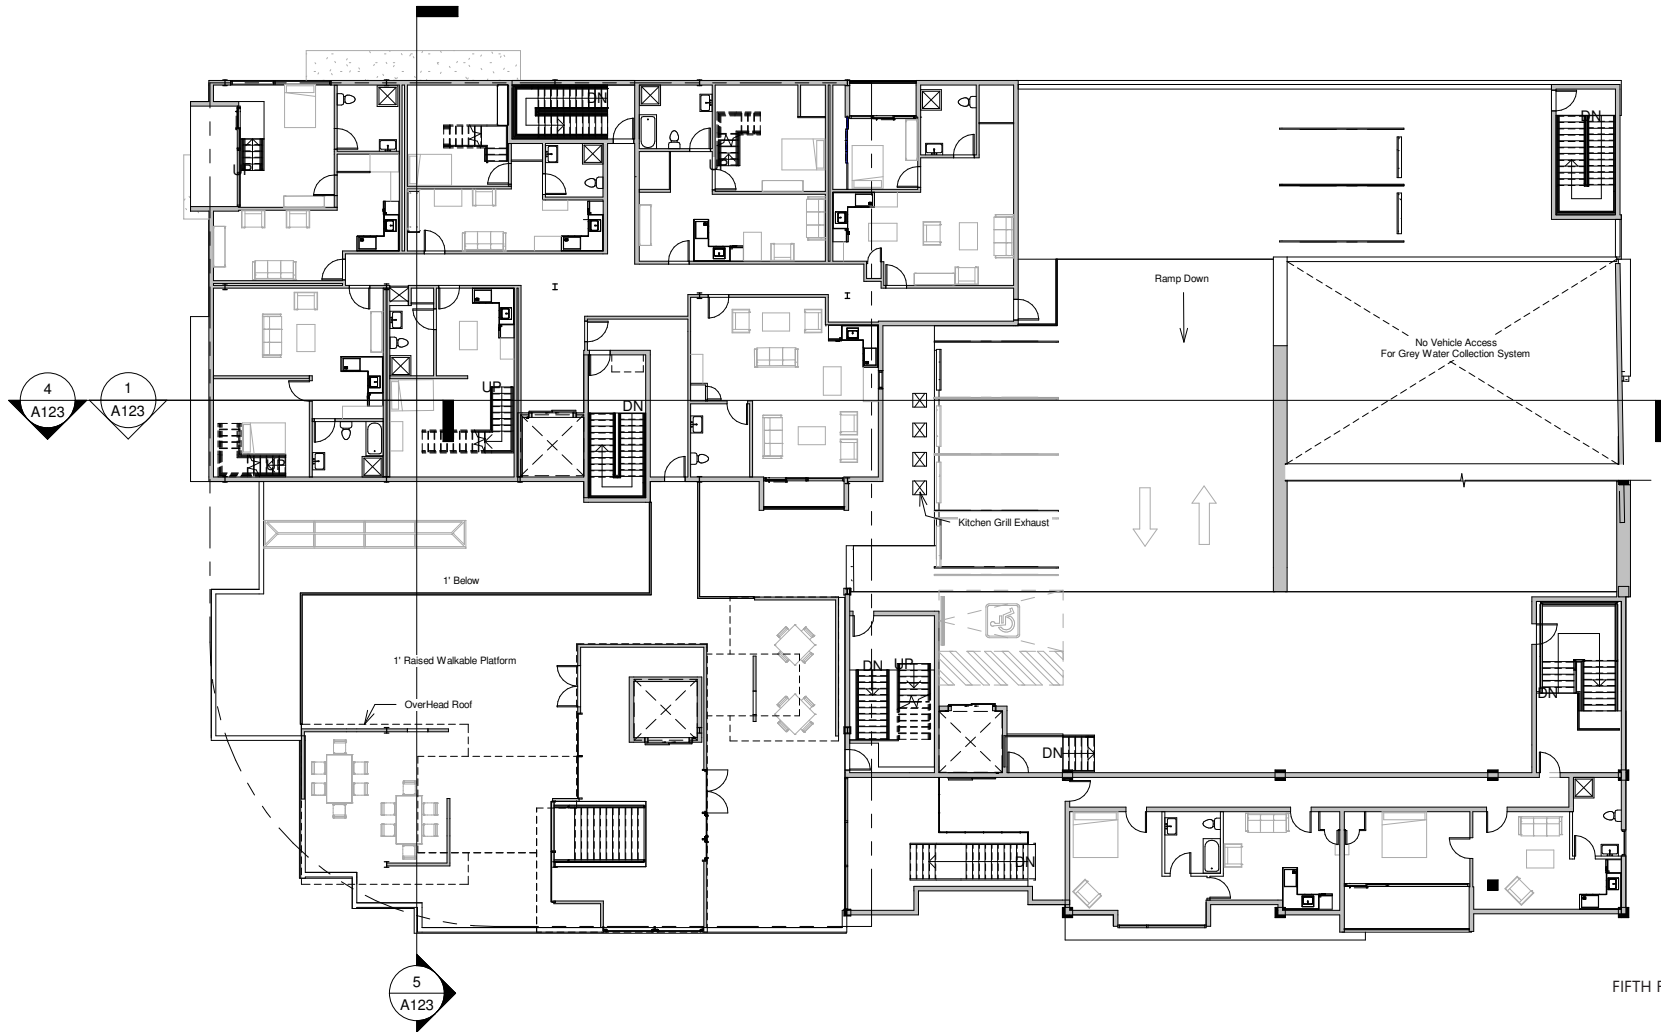 DN
DN
Ramp Down
No Vehicle Access
For Grey Water Collection System
4
A123
1
A123
UP
DN
UP
Kitchen Grill Exhaust
1' Below
1' Raised Walkable Platform
OverHead Roof
DN
UP
DN
DN
DN
5
A123
FIFTH F